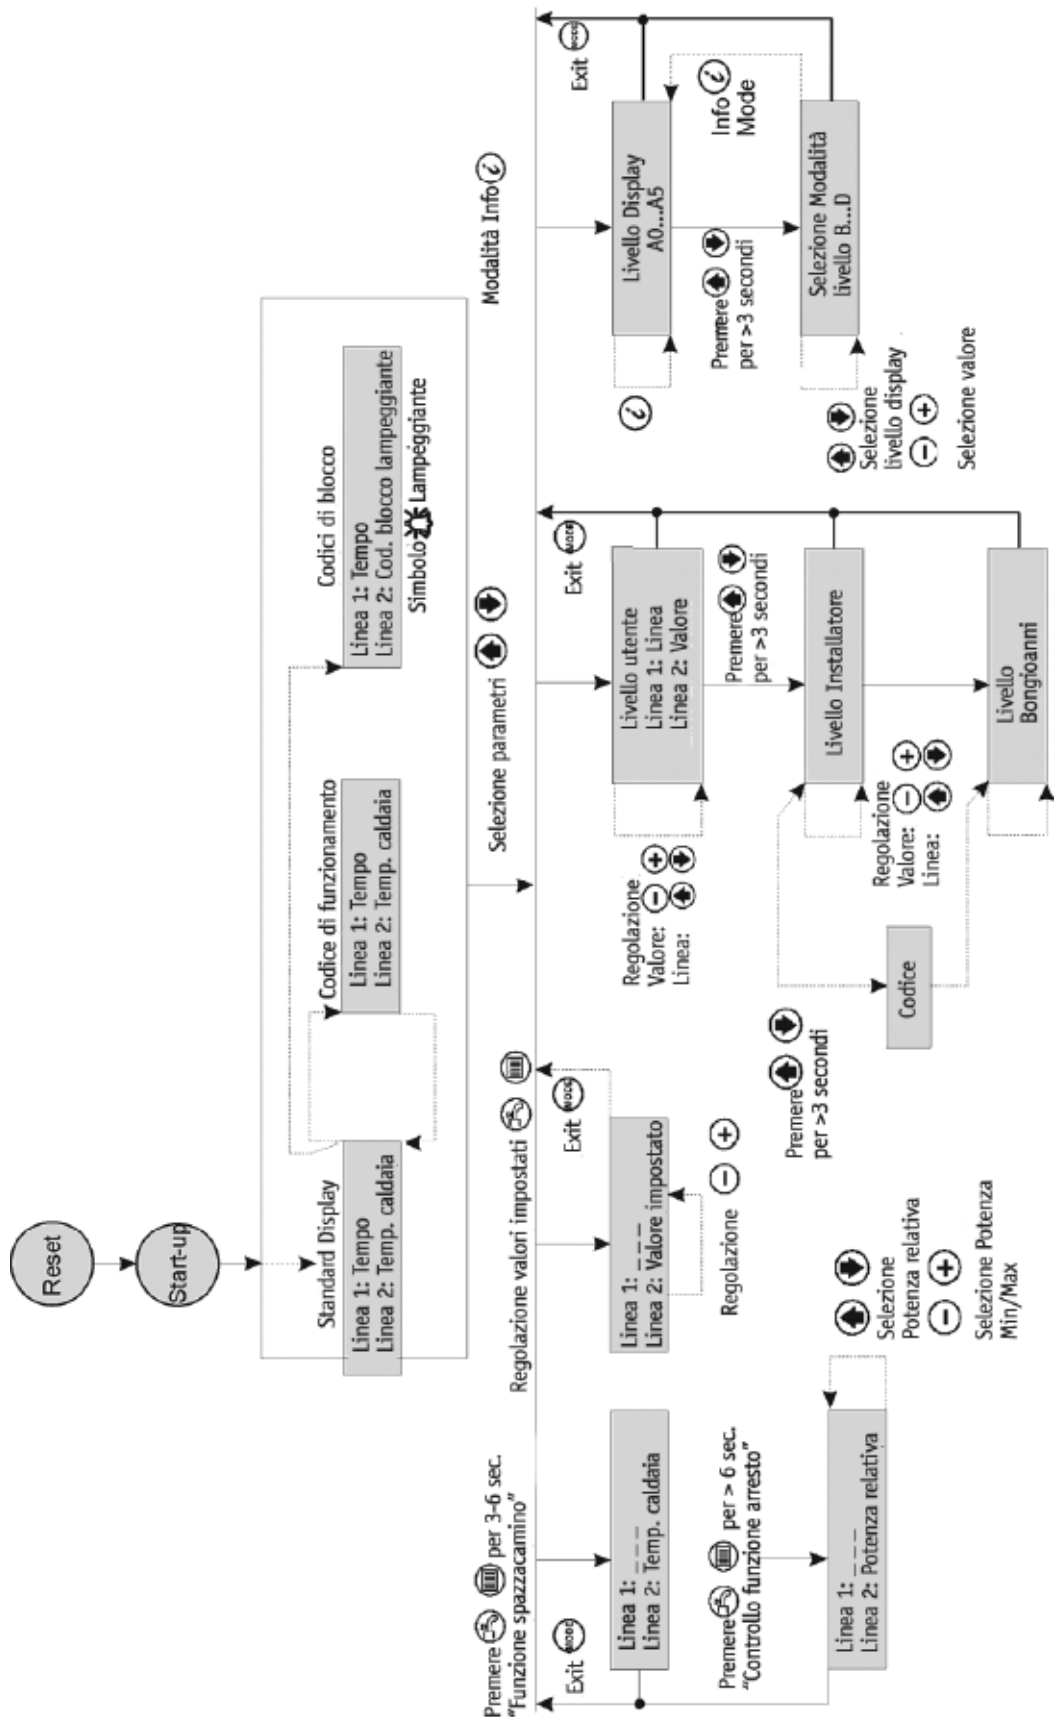 Reset
Start-up
Standard Display
Linea 1: Tempo
Linea 2: Temp. caldaia
Codice di funzionamento
Linea 1: Tempo
Linea 2: Temp. caldaia
Codici di blocco
Linea 1: Tempo
Linea 2: Cod. blocco lampeggiante
Simbolo Lampéggiante
Premere per 3-6 sec.
"Funzione spazzacamino"
Exit MODE
Linea 1: _ _ _
Linea 2: Temp. caldaia
Premere per > 6 sec.
"Controllo funzione arresto"
Linea 1: _ _ _
Linea 2: Potenza relativa
Selezione
Potenza relativa
Selezione Potenza
Min/Max
Regolazione valori impostati
Exit MODE
Linea 1: _ _ _
Linea 2: Valore impostato
Regolazione
Selezione parametri
Exit MODE
Livello utente
Linea 1: Linea
Linea 2: Valore
Regolazione
Valore:
Linea:
Premere
per >3 secondi
Livello Installatore
Regolazione
Valore:
Linea:
Premere
per >3 secondi
Codice
Livello
Bongioanni
Modalità Info
Exit MODE
Livello Display
A0...A5
Premere
per >3 secondi
Info
Mode
Selezione Modalità
livello B...D
Selezione
livello display
Selezione valore